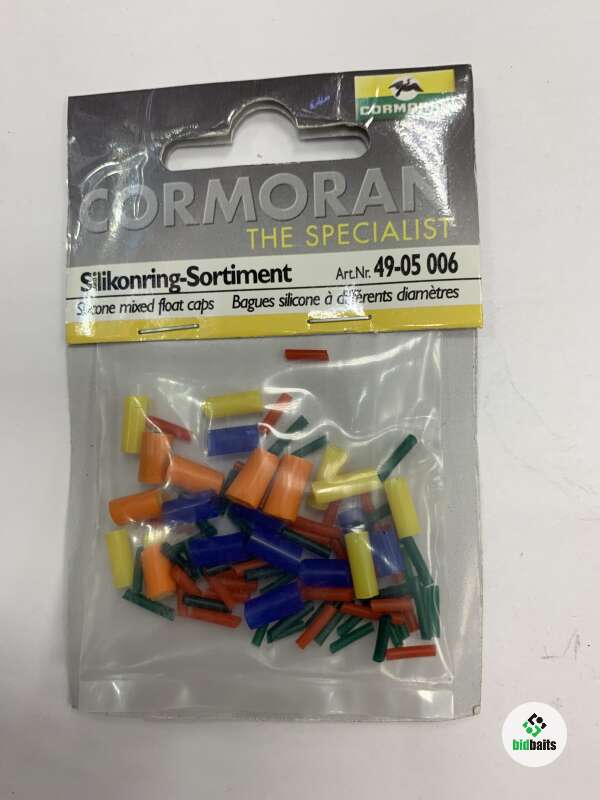 CORMORAN
CORMORAN
THE SPECIALIST
Silikonring-Sortiment Art.Nr. 49-05 006
Silicone mixed float caps Bagues silicone à différents diamètres
bidbaits